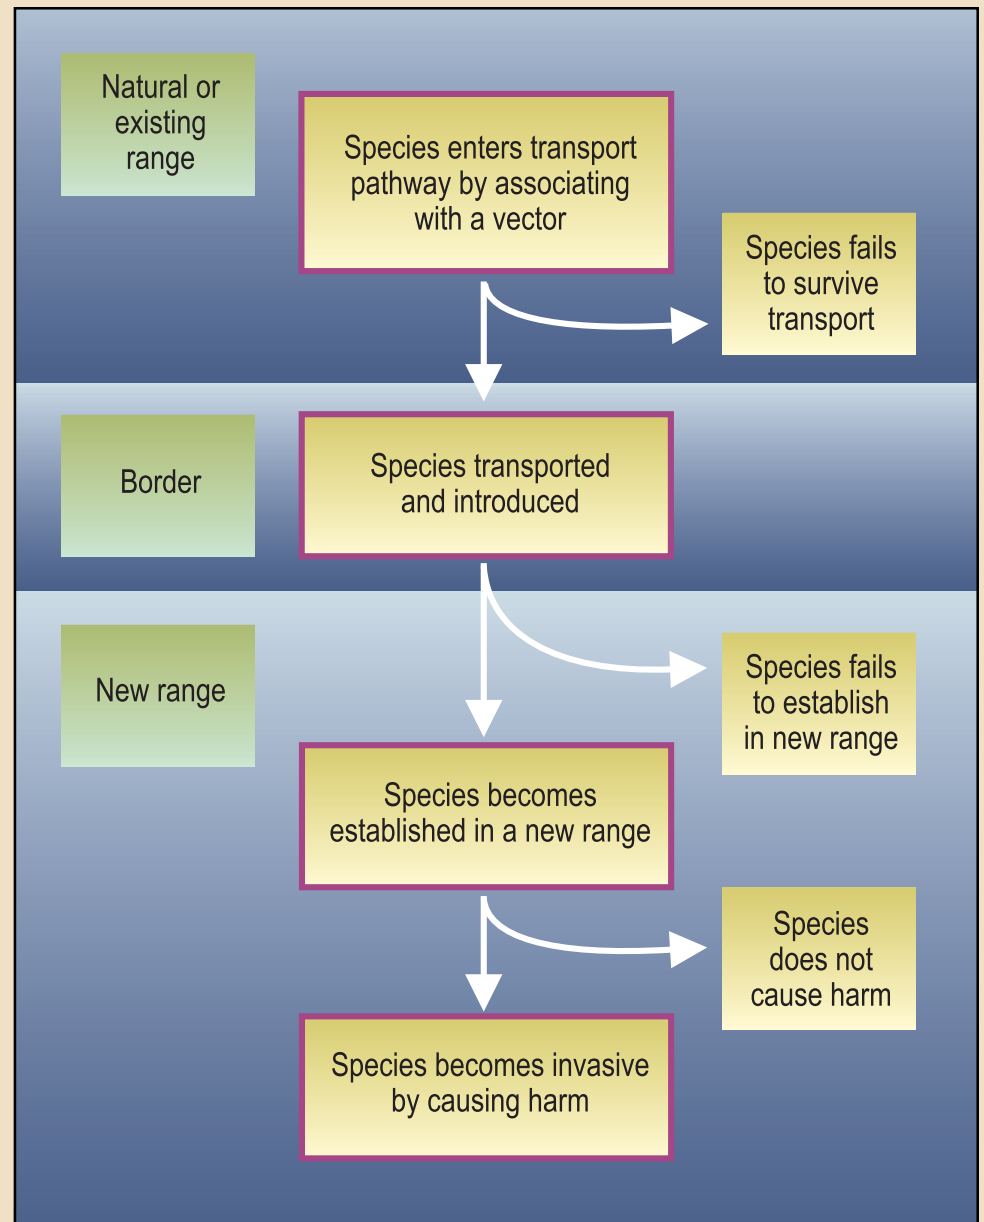 Natural or
existing
range
Species enters transport
pathway by associating
with a vector
Species fails
to survive
transport
Border
Species transported
and introduced
New range
Species fails
to establish
in new range
Species becomes
established in a new range
Species
does not
cause harm
Species becomes invasive
by causing harm